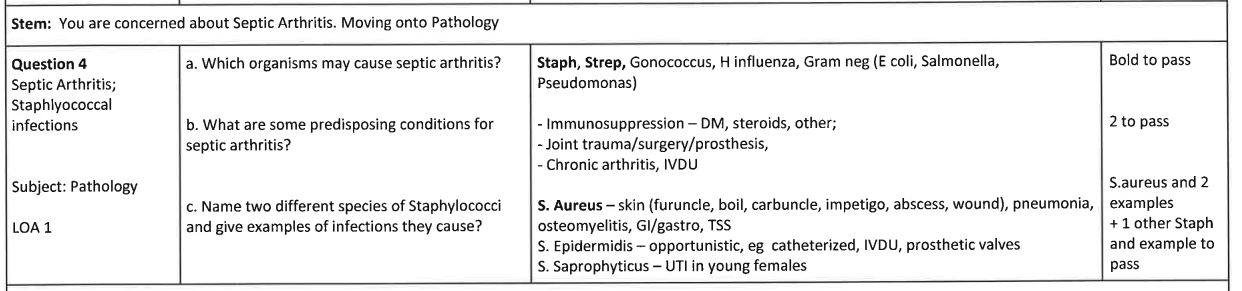 Stem: You are concerned about Septic Arthritis. Moving onto Pathology
Question 4
Septic Arthritis;
Staphlyococcal
infections
Subject: Pathology
LOA 1
a. Which organisms may cause septic arthritis?
b. What are some predisposing conditions for
septic arthritis?
c. Name two different species of Staphylococci
and give examples of infections they cause?
Staph, Strep, Gonococcus, H influenza, Gram neg (E coli, Salmonella,
Pseudomonas)
- Immunosuppression – DM, steroids, other;
- Joint trauma/surgery/prosthesis,
- Chronic arthritis, IVDU
S. Aureus – skin (furuncle, boil, carbuncle, impetigo, abscess, wound), pneumonia,
osteomyelitis, GI/gastro, TSS
S. Epidermidis – opportunistic, eg catheterized, IVDU, prosthetic valves
S. Saprophyticus – UTI in young females
Bold to pass
2 to pass
S.aureus and 2
examples
+ 1 other Staph
and example to
pass